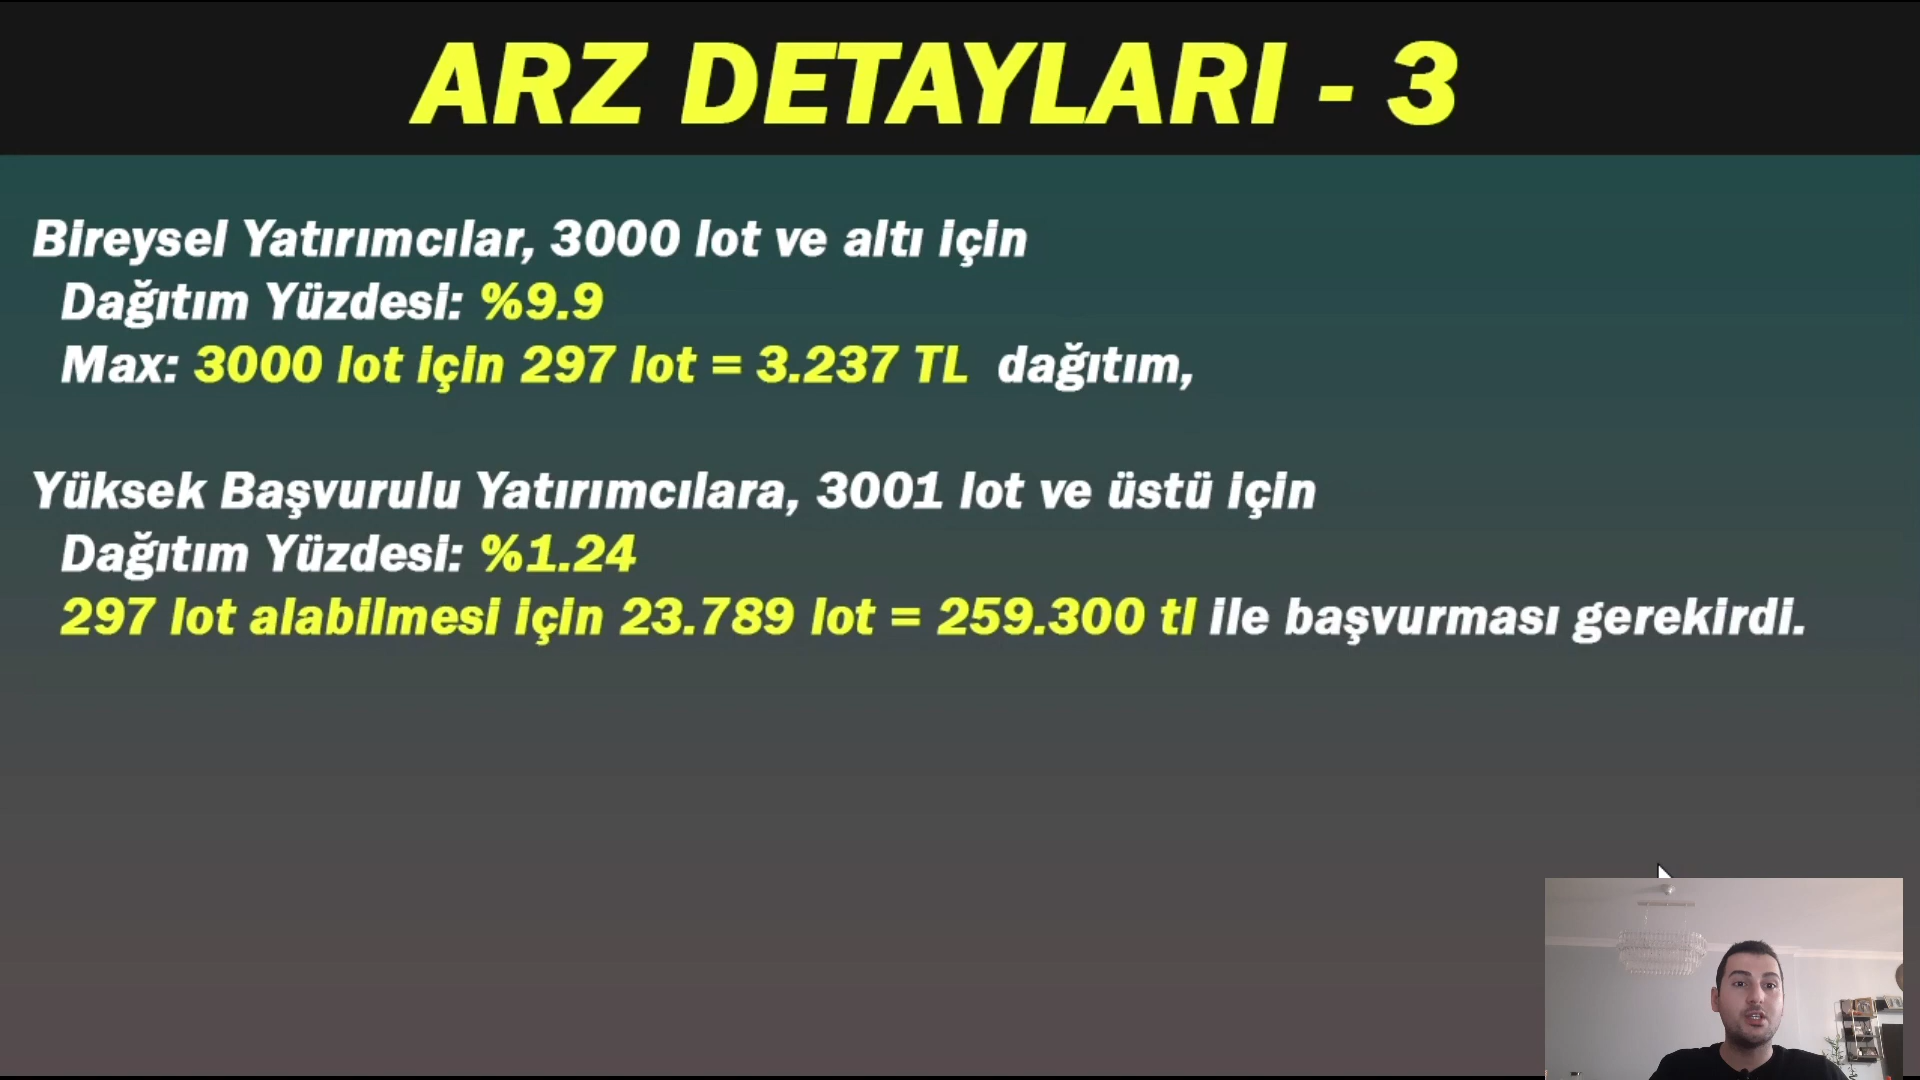 ARZ DETAYLARI - 3
Bireysel Yatırımcılar, 3000 lot ve altı için
Dağıtım Yüzdesi: %9.9
Max: 3000 lot için 297 lot = 3.237 TL dağıtım,
Yüksek Başvurulu Yatırımcılara, 3001 lot ve üstü için
Dağıtım Yüzdesi: %1.24
297 lot alabilmesi için 23.789 lot = 259.300 tl ile başvurması gerekirdi.